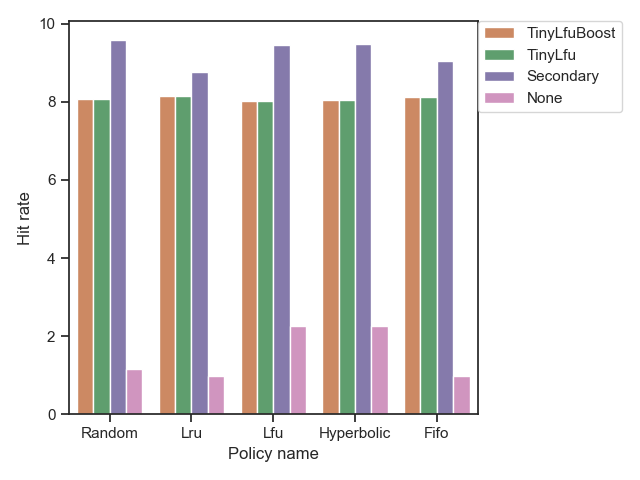 TinyLfuBoost
TinyLfu
Secondary
None
Hit rate
10
8
6
4
2
0
Random Lru Lfu Hyperbolic Fifo
Policy name